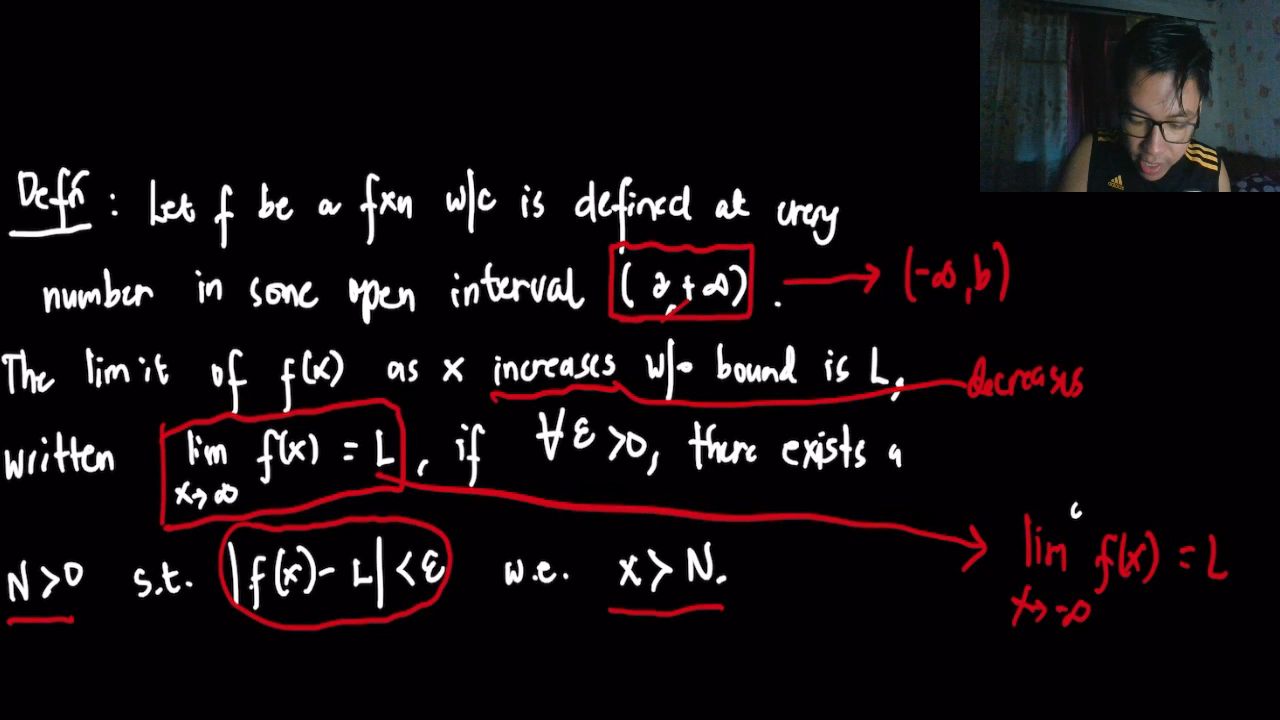 Defn : Let f be a fxn w/c is defined at every
number in some open interval (a, +∞) . → (-∞, b)
The limit of f(x) as x increases w/o bound is L, decreases
written lim x→∞ f(x) = L , if ∀ε >0, there exists a
N>0 s.t. |f(x) - L| < ε w.e. x > N.
lim x→-∞ f(x) = L